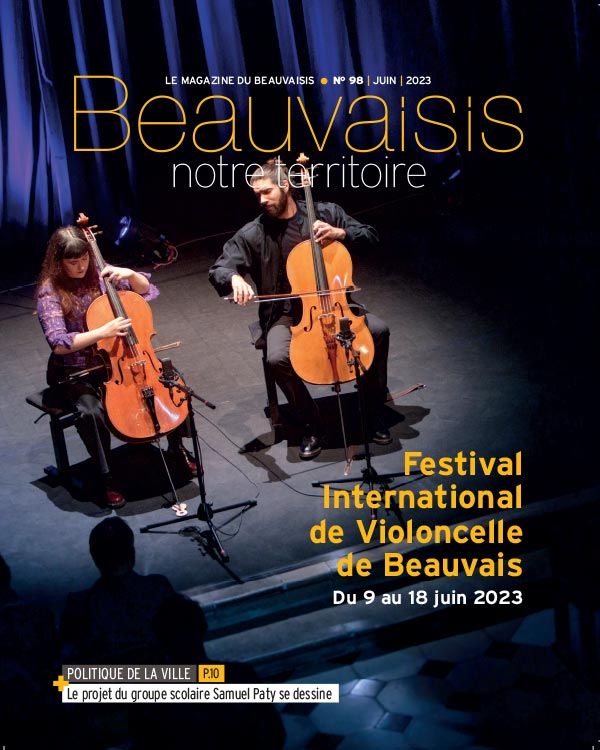 LE MAGAZINE DU BEAUVAISIS ● Nº 98 | JUIN | 2023
Beauvaisis
notre territoire
Festival
International
de Violoncelle
de Beauvais
Du 9 au 18 juin 2023
POLITIQUE DE LA VILLE P.10
+ Le projet du groupe scolaire Samuel Paty se dessine